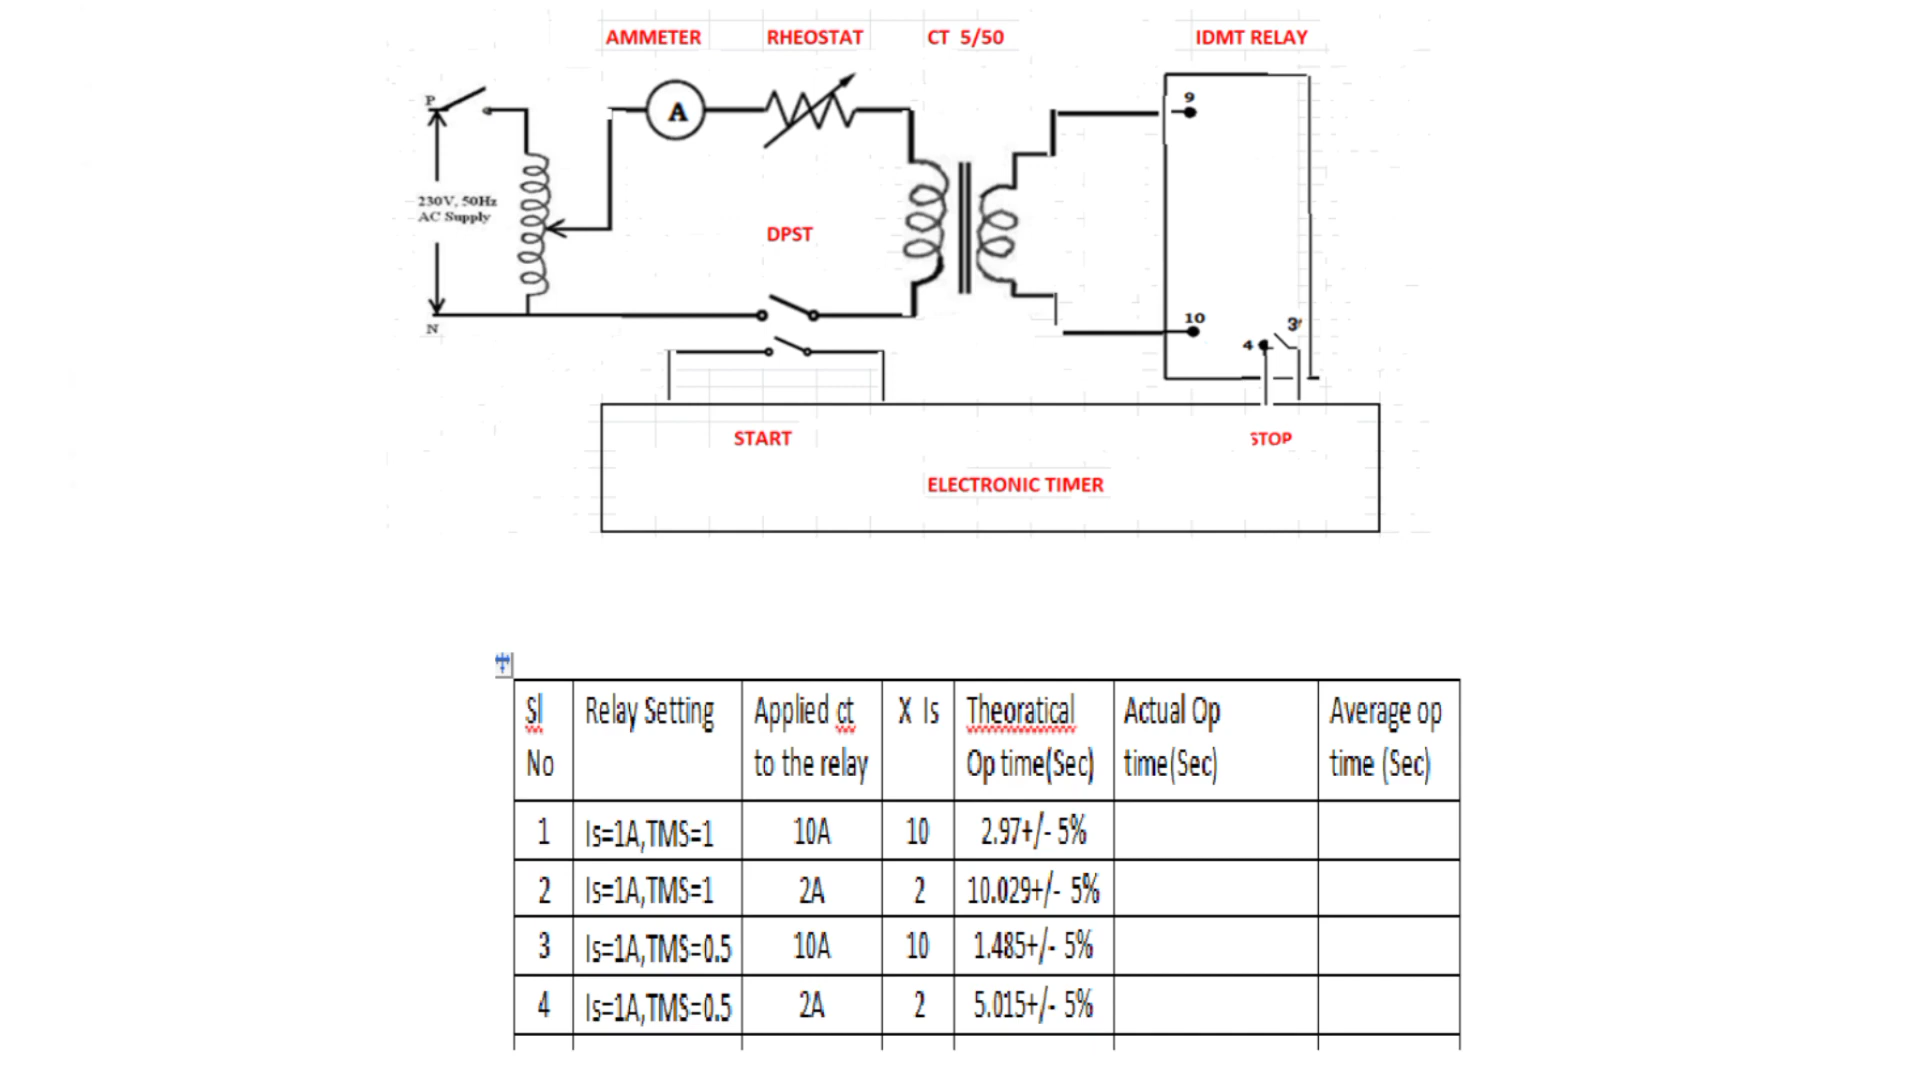 AMMETER RHEOSTAT CT 5/50 IDMT RELAY
P
A
9
230V, 50Hz
AC Supply
DPST
N
10
3
4
START STOP
ELECTRONIC TIMER
Sl No Relay Setting Applied ct to the relay X Is Theoratical Op time(Sec) Actual Op time(Sec) Average op time (Sec)
1 Is=1A,TMS=1 10A 10 2.97+/- 5%
2 Is=1A,TMS=1 2A 2 10.029+/- 5%
3 Is=1A,TMS=0.5 10A 10 1.485+/- 5%
4 Is=1A,TMS=0.5 2A 2 5.015+/- 5%